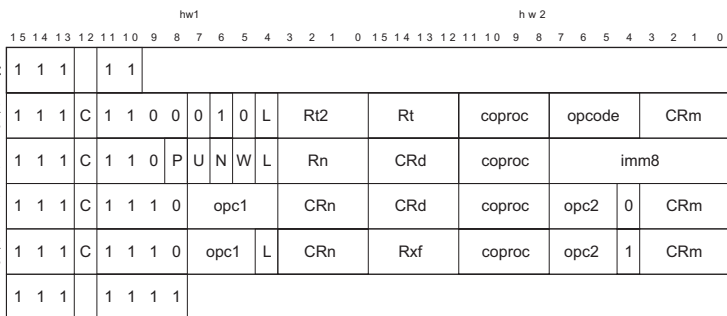 hw1 h w 2
15 14 13 12 11 10 9 8 7 6 5 4 3 2 1 0 15 14 13 12 11 10 9 8 7 6 5 4 3 2 1 0
1 1 1 1 1
1 1 1 C 1 1 0 0 0 1 0 L Rt2 Rt coproc opcode CRm
1 1 1 C 1 1 0 P U N W L Rn CRd coproc imm8
1 1 1 C 1 1 1 0 opc1 CRn CRd coproc opc2 0 CRm
1 1 1 C 1 1 1 0 opc1 L CRn Rxf coproc opc2 1 CRm
1 1 1 1 1 1 1